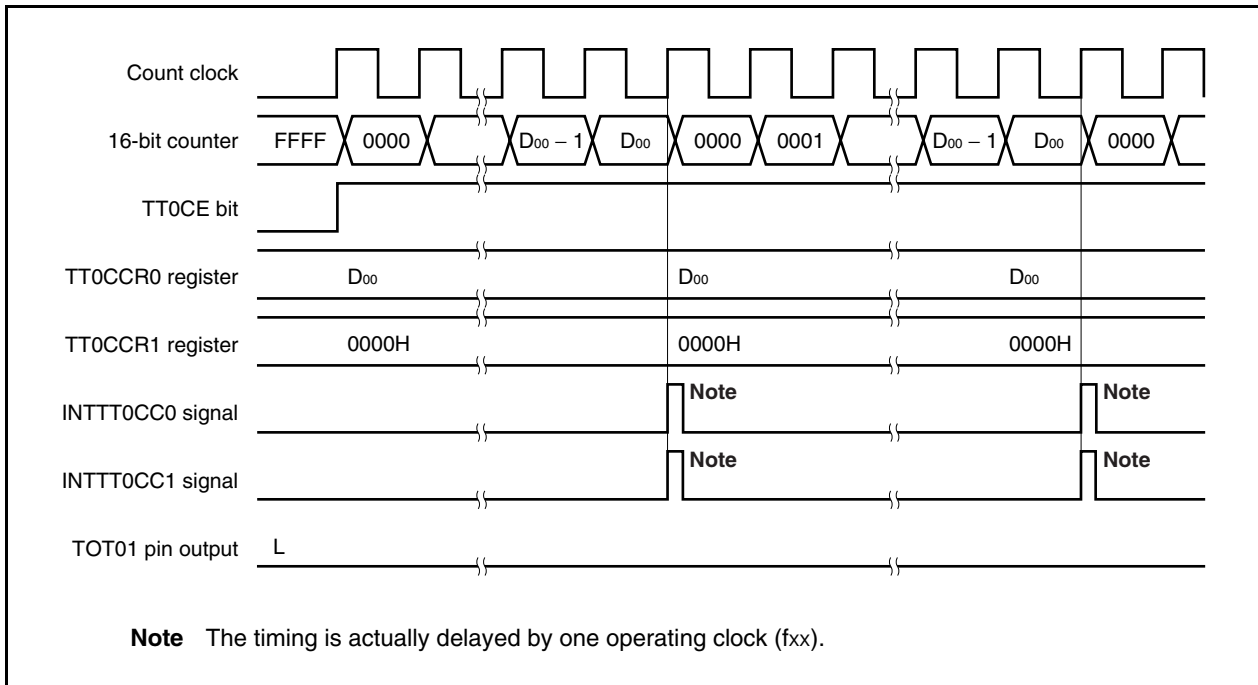 Count clock
16-bit counter FFFF 0000 D00 − 1 D00 0000 0001 D00 − 1 D00 0000
TT0CE bit
TT0CCR0 register D00 D00 D00
TT0CCR1 register 0000H 0000H 0000H
INTTT0CC0 signal Note Note
INTTT0CC1 signal Note Note
TOT01 pin output L
Note The timing is actually delayed by one operating clock (fxx).